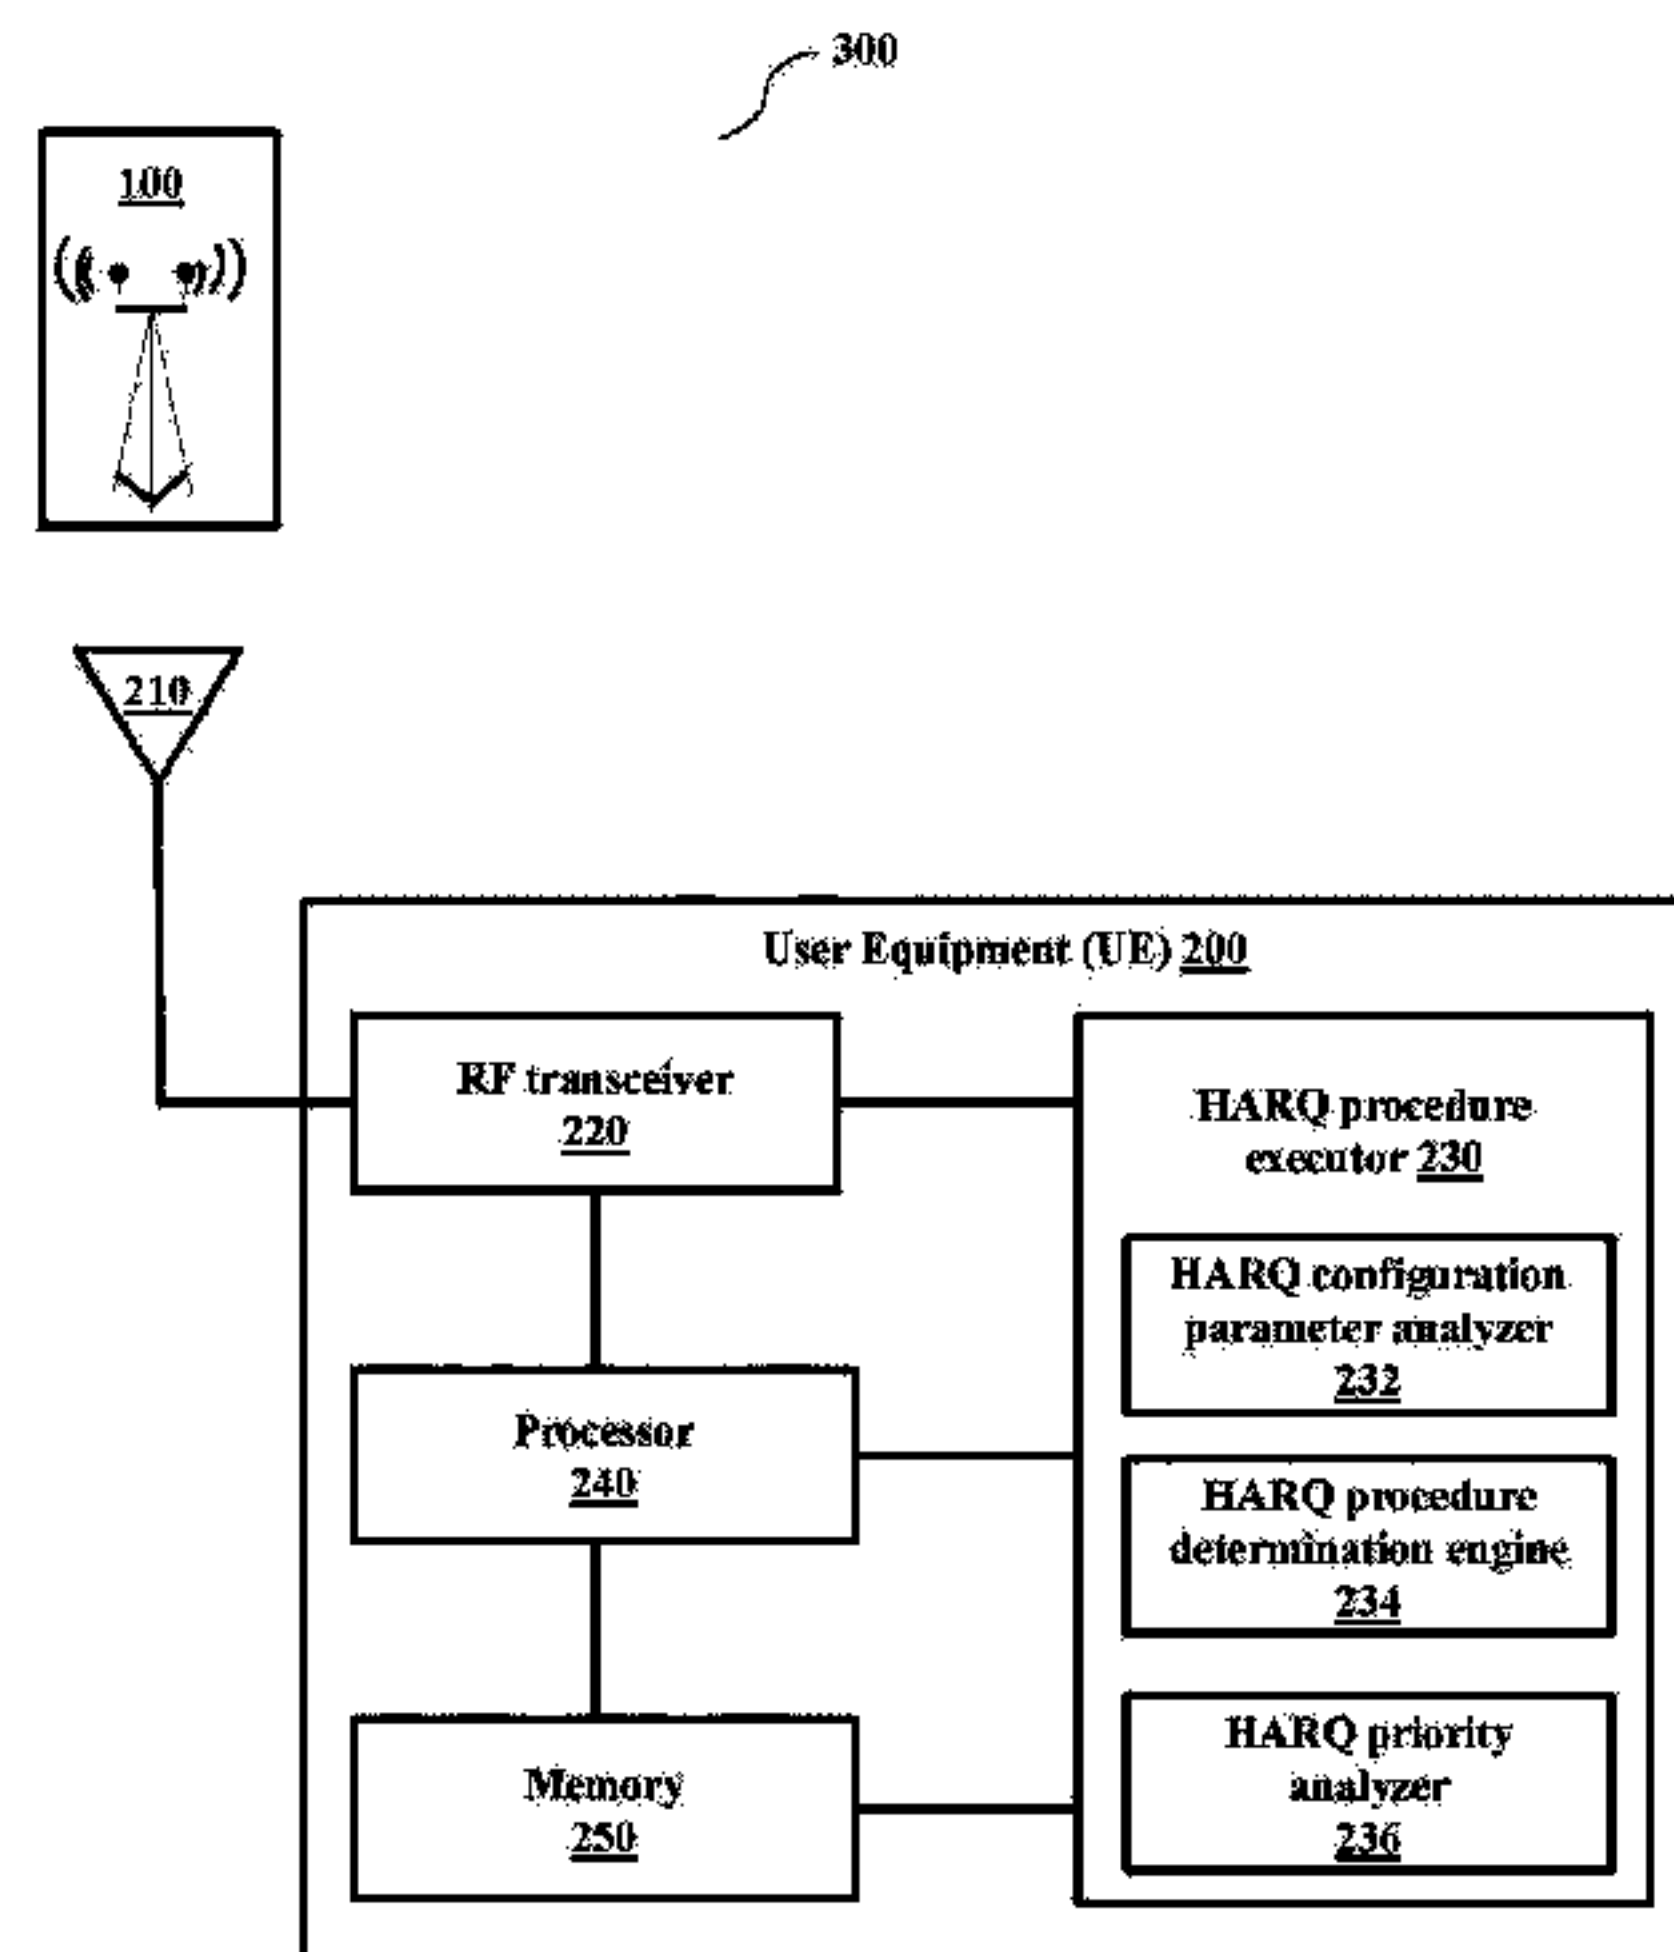 300
100
210
User Equipment (UE) 200
RF transceiver
220
HARQ procedure
executor 230
HARQ configuration
parameter analyzer
232
Processor
240
HARQ procedure
determination engine
234
Memory
250
HARQ priority
analyzer
236